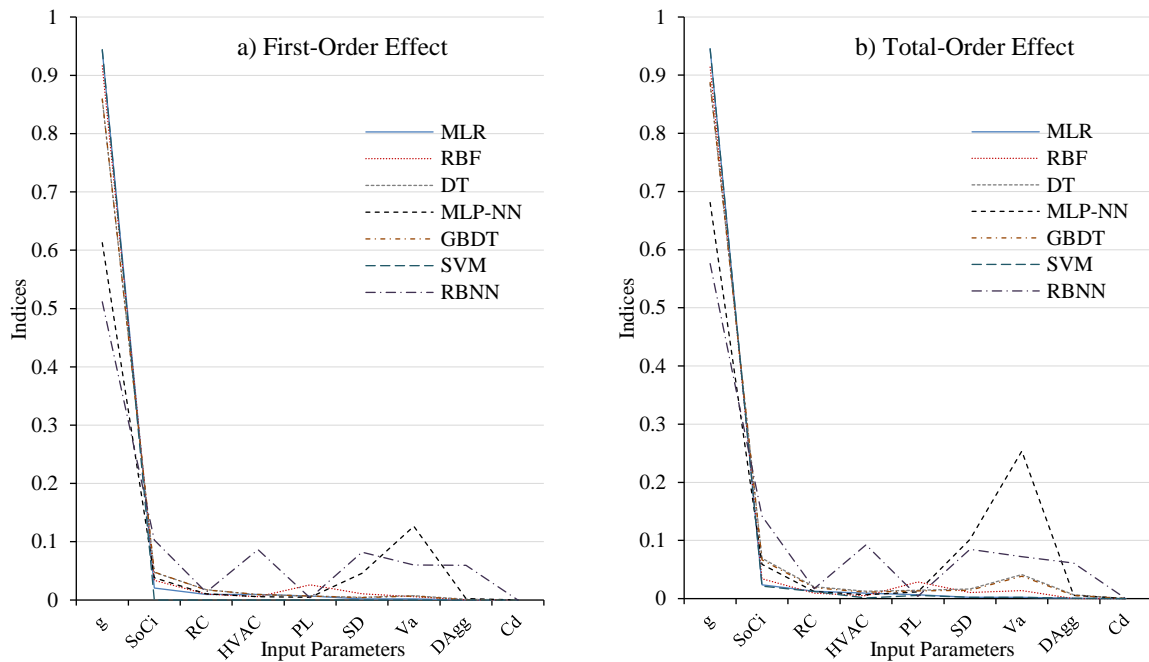 a) First-Order Effect
1
0.9
0.8
0.7
0.6
0.5
0.4
0.3
0.2
0.1
0
Indices
MLR
RBF
DT
MLP-NN
GBDT
SVM
RBNN
g
SoCi
RC
HVAC
PL
SD
Va
DAgg
Cd
Input Parameters
b) Total-Order Effect
1
0.9
0.8
0.7
0.6
0.5
0.4
0.3
0.2
0.1
0
Indices
MLR
RBF
DT
MLP-NN
GBDT
SVM
RBNN
g
SoCi
RC
HVAC
PL
SD
Va
DAgg
Cd
Input Parameters